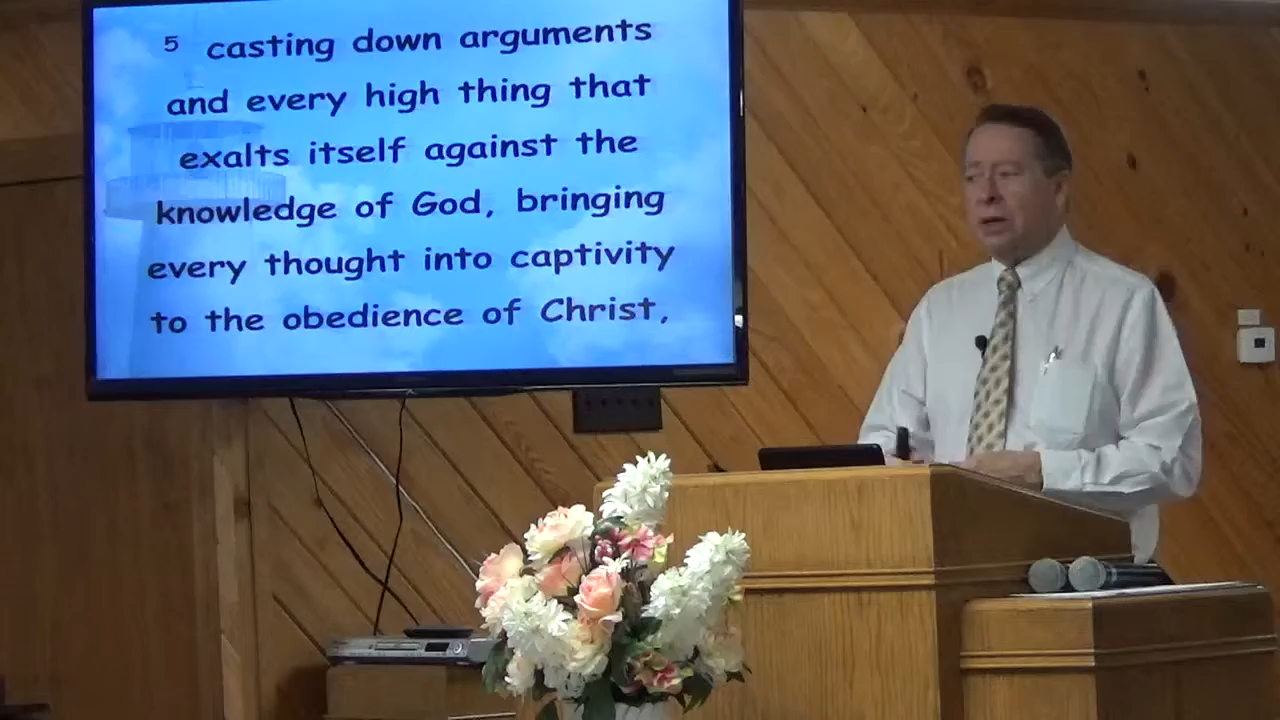 5 casting down arguments
and every high thing that
exalts itself against the
knowledge of God, bringing
every thought into captivity
to the obedience of Christ,